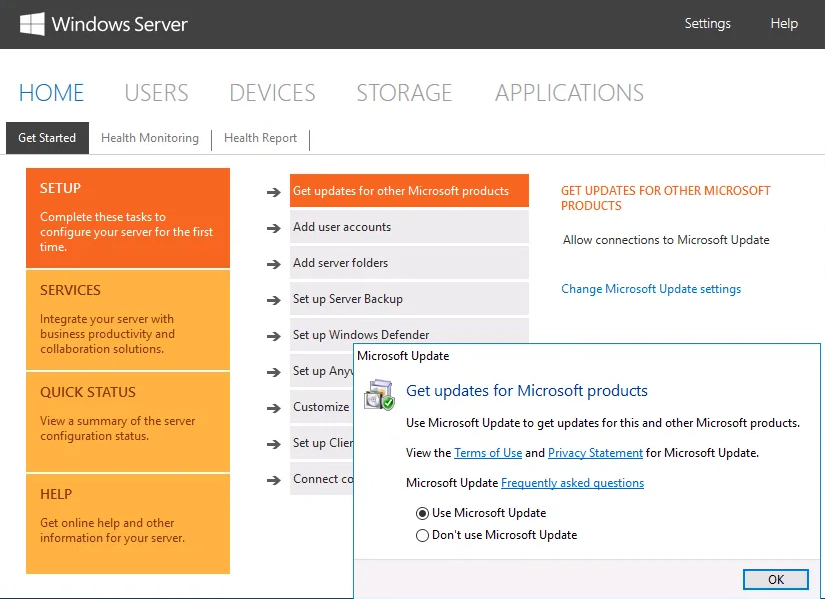 Windows Server
Settings
Help
HOME
USERS
DEVICES
STORAGE
APPLICATIONS
Get Started
Health Monitoring
Health Report
SETUP
Complete these tasks to
configure your server for the first
time.
SERVICES
Integrate your server with
business productivity and
collaboration solutions.
QUICK STATUS
View a summary of the server
configuration status.
HELP
Get online help and other
information for your server.
Get updates for other Microsoft products
Add user accounts
Add server folders
Set up Server Backup
Set up Windows Defender
Set up
Customize
Set up
Connect
GET UPDATES FOR OTHER MICROSOFT
PRODUCTS
Allow connections to Microsoft Update
Change Microsoft Update settings
Microsoft Update
Get updates for Microsoft products
Use Microsoft Update to get updates for this and other Microsoft products.
View the Terms of Use and Privacy Statement for Microsoft Update.
Microsoft Update Frequently asked questions
Use Microsoft Update
Don't use Microsoft Update
OK